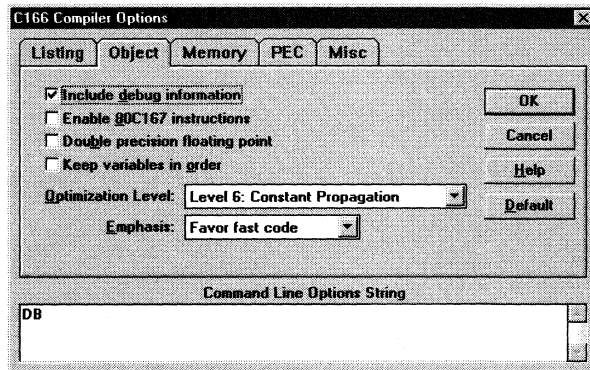 C166 Compiler Options
Listing Object Memory PEC Misc
Include debug information
Enable 80C167 instructions
Double precision floating point
Keep variables in order
Optimization Level: Level 6: Constant Propagation
Emphasis: Favor fast code
OK
Cancel
Help
Default
Command Line Options String
DB